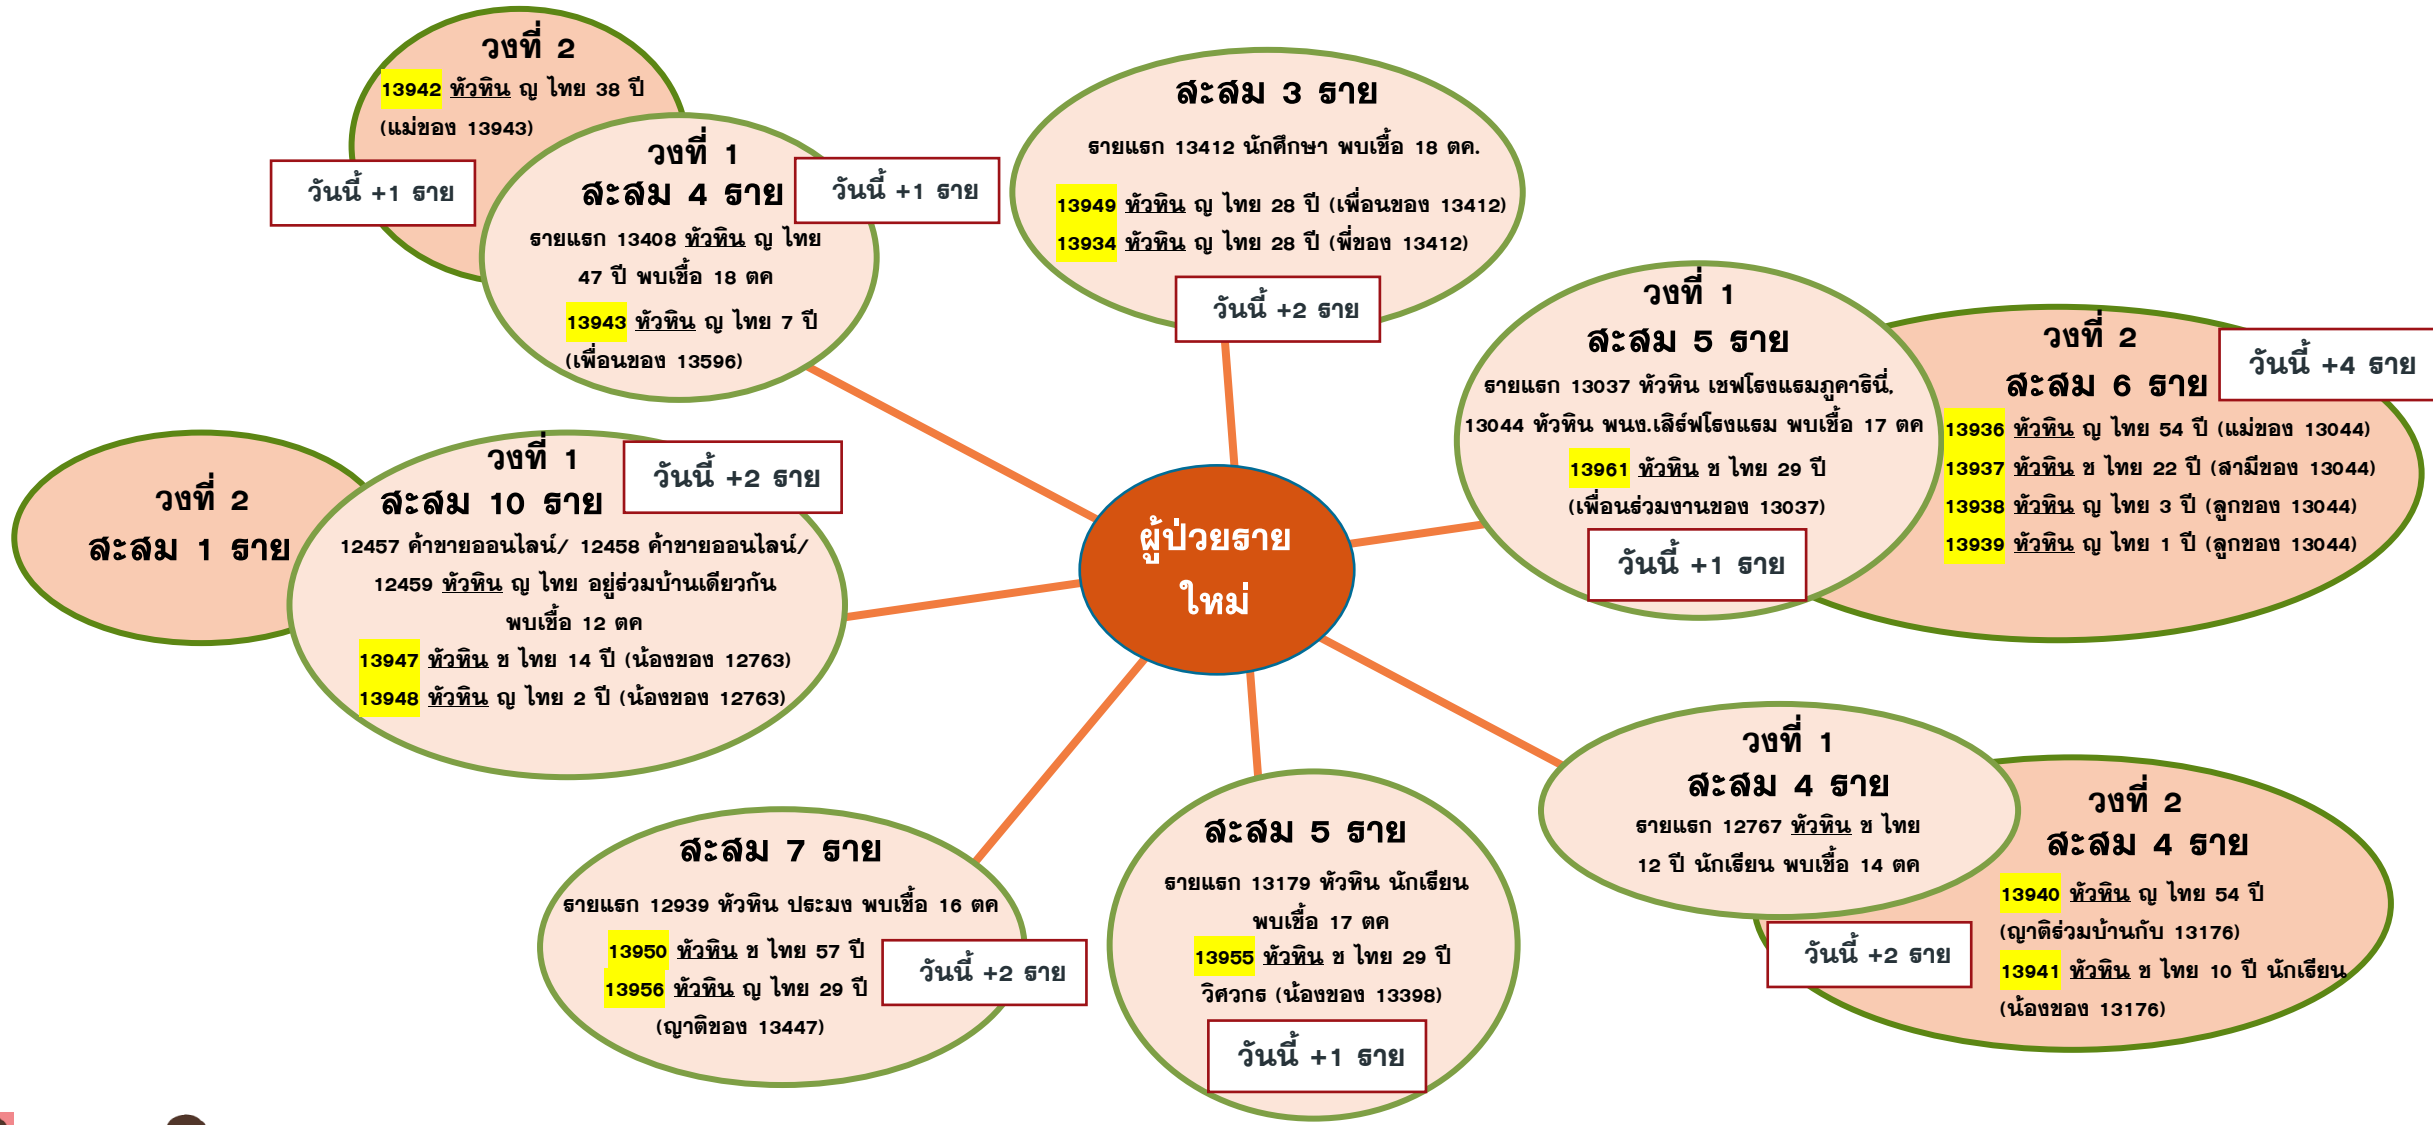 วงที่ 2
13942 หัวหิน ญ ไทย 38 ปี
(แม่ของ 13943)
วันนี้ +1 ราย
วงที่ 1
สะสม 4 ราย
รายแรก 13408 หัวหิน ญ ไทย
47 ปี พบเชื้อ 18 ตค
13943 หัวหิน ญ ไทย 7 ปี
(เพื่อนของ 13596)
วันนี้ +1 ราย
สะสม 3 ราย
รายแรก 13412 นักศึกษา พบเชื้อ 18 ตค.
13949 หัวหิน ญ ไทย 28 ปี (เพื่อนของ 13412)
13934 หัวหิน ญ ไทย 28 ปี (พี่ของ 13412)
วันนี้ +2 ราย
วงที่ 1
สะสม 5 ราย
รายแรก 13037 หัวหิน เชฟโรงแรมภูคารินี่,
13044 หัวหิน พนง.เสิร์ฟโรงแรม พบเชื้อ 17 ตค
13961 หัวหิน ช ไทย 29 ปี
(เพื่อนร่วมงานของ 13037)
วันนี้ +1 ราย
วงที่ 2
สะสม 6 ราย
วันนี้ +4 ราย
13936 หัวหิน ญ ไทย 54 ปี (แม่ของ 13044)
13937 หัวหิน ช ไทย 22 ปี (สามีของ 13044)
13938 หัวหิน ญ ไทย 3 ปี (ลูกของ 13044)
13939 หัวหิน ญ ไทย 1 ปี (ลูกของ 13044)
วงที่ 2
สะสม 1 ราย
วงที่ 1
สะสม 10 ราย
วันนี้ +2 ราย
12457 ค้าขายออนไลน์/ 12458 ค้าขายออนไลน์/
12459 หัวหิน ญ ไทย อยู่ร่วมบ้านเดียวกัน
พบเชื้อ 12 ตค
13947 หัวหิน ช ไทย 14 ปี (น้องของ 12763)
13948 หัวหิน ญ ไทย 2 ปี (น้องของ 12763)
ผู้ป่วยราย
ใหม่
สะสม 7 ราย
รายแรก 12939 หัวหิน ประมง พบเชื้อ 16 ตค
13950 หัวหิน ช ไทย 57 ปี
13956 หัวหิน ญ ไทย 29 ปี
(ญาติของ 13447)
วันนี้ +2 ราย
สะสม 5 ราย
รายแรก 13179 หัวหิน นักเรียน
พบเชื้อ 17 ตค
13955 หัวหิน ช ไทย 29 ปี
วิศวกร (น้องของ 13398)
วันนี้ +1 ราย
วงที่ 1
สะสม 4 ราย
รายแรก 12767 หัวหิน ช ไทย
12 ปี นักเรียน พบเชื้อ 14 ตค
วันนี้ +2 ราย
วงที่ 2
สะสม 4 ราย
13940 หัวหิน ญ ไทย 54 ปี
(ญาติร่วมบ้านกับ 13176)
13941 หัวหิน ช ไทย 10 ปี นักเรียน
(น้องของ 13176)